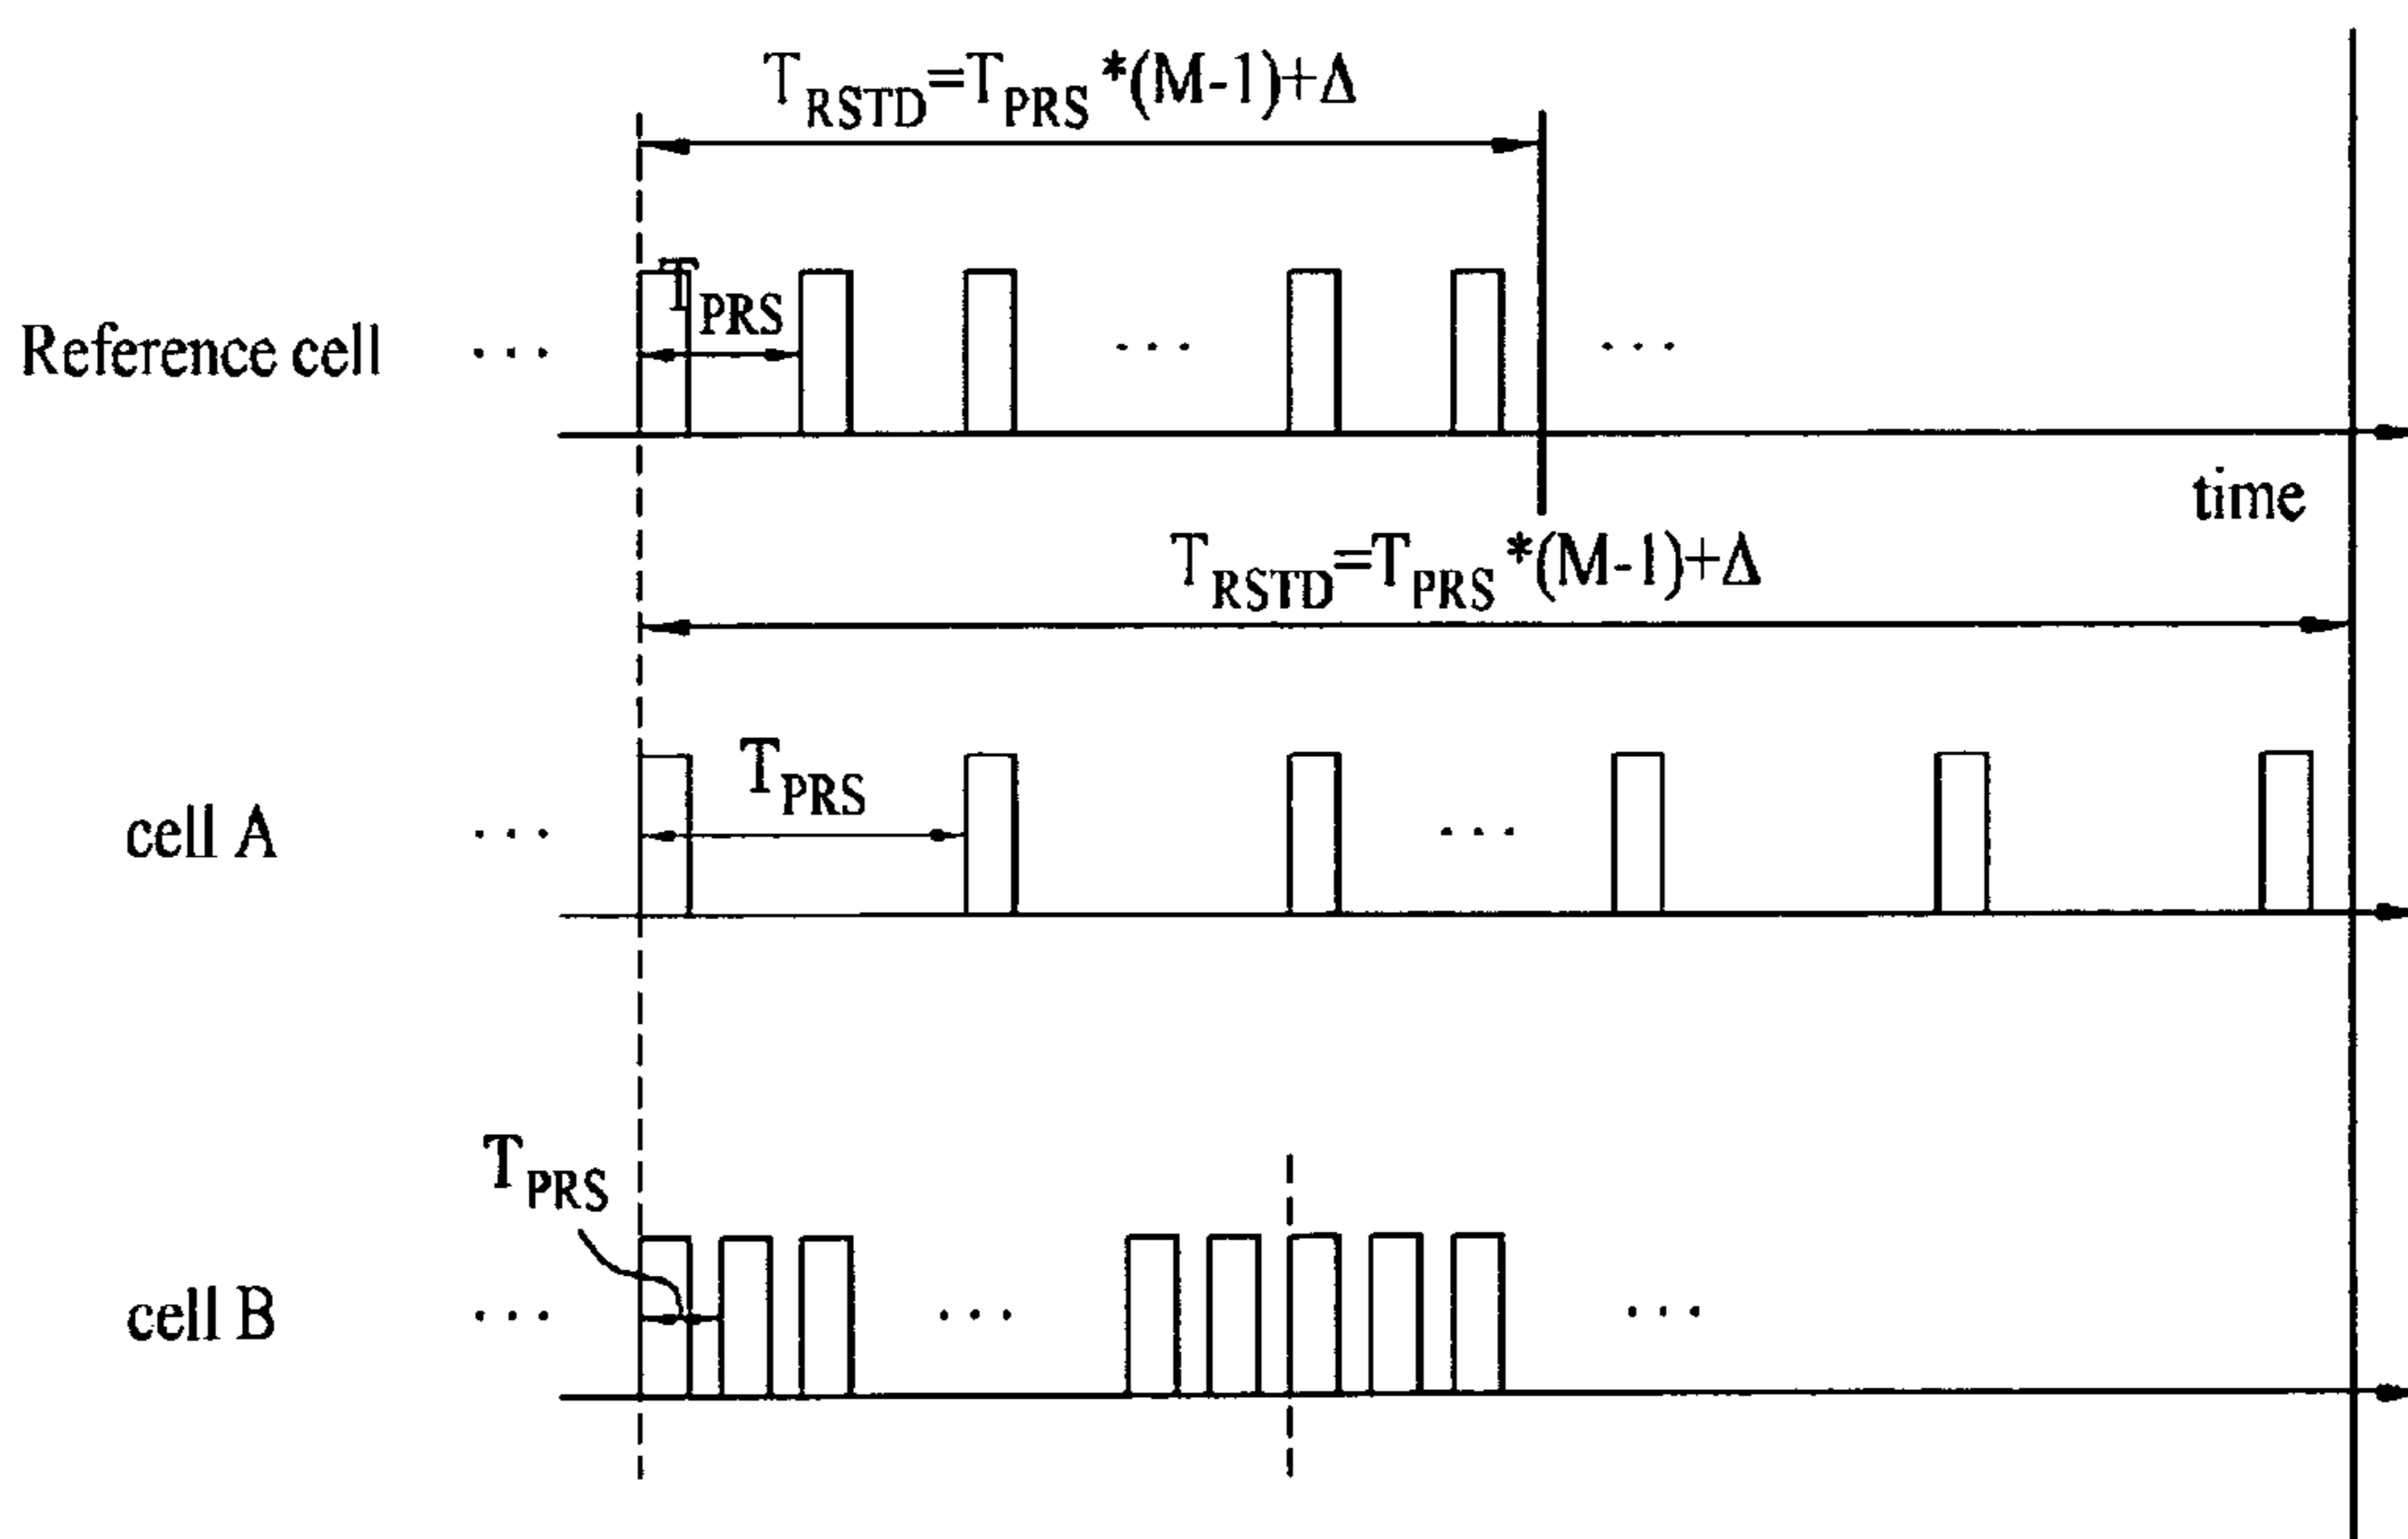 T_RSTD=T_PRS*(M-1)+Δ
T_PRS
Reference cell ... ... ...
time
T_RSTD=T_PRS*(M-1)+Δ
T_PRS
cell A ... ...
T_PRS
cell B ... ... ...